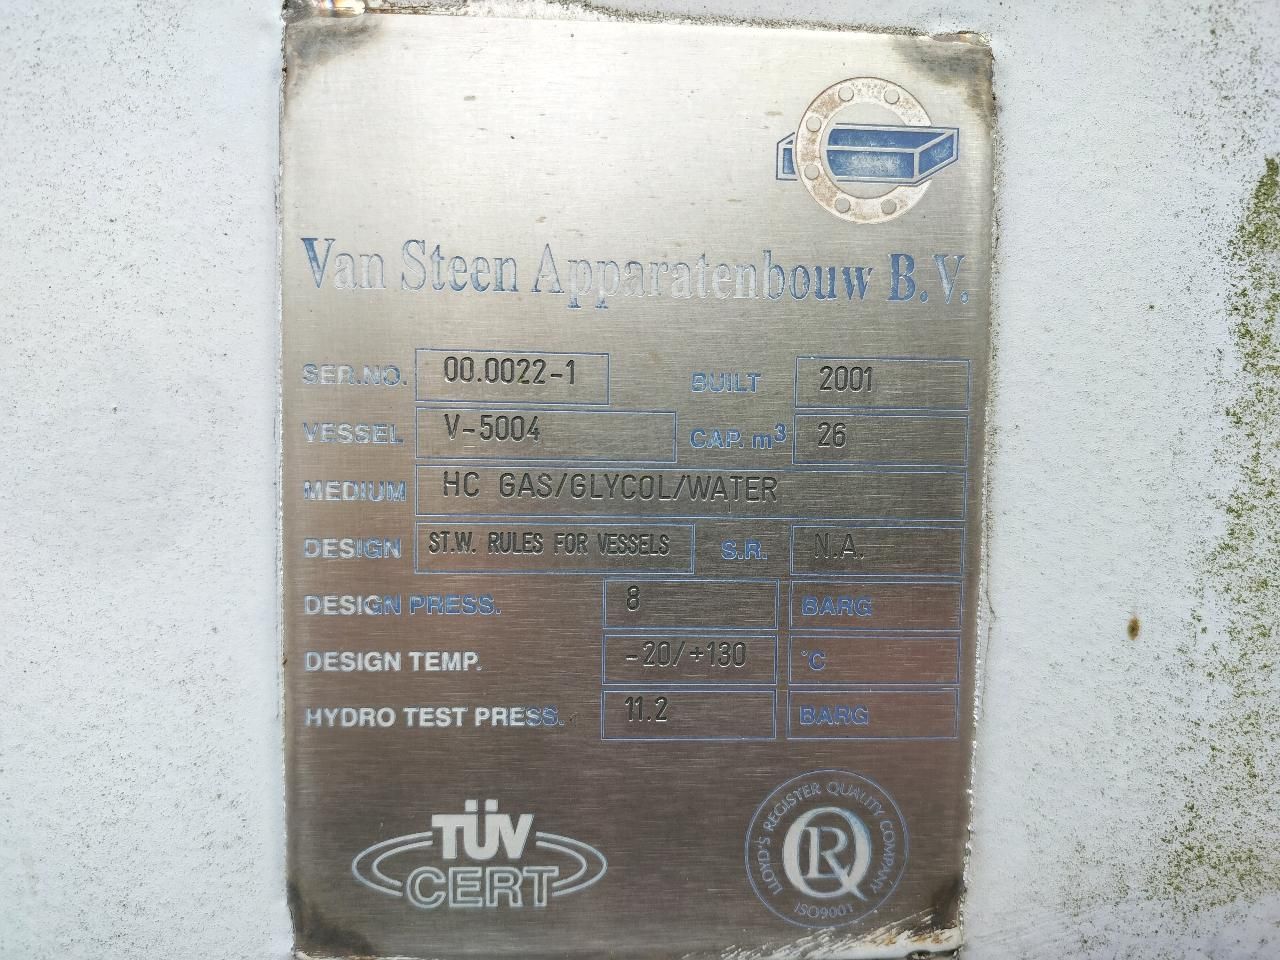 Van Steen Apparatenbouw B.V.
SER.NO. 00.0022-1 BUILT 2001
VESSEL V-5004 CAP. m³ 26
MEDIUM HC GAS/GLYCOL/WATER
DESIGN ST.W. RULES FOR VESSELS S.R. N.A.
DESIGN PRESS. 8 BARG
DESIGN TEMP. -20/+130 °C
HYDRO TEST PRESS. 11.2 BARG
TÜV
CERT
LLOYD'S REGISTER QUALITY COMPANY
LRQ
ISO9001